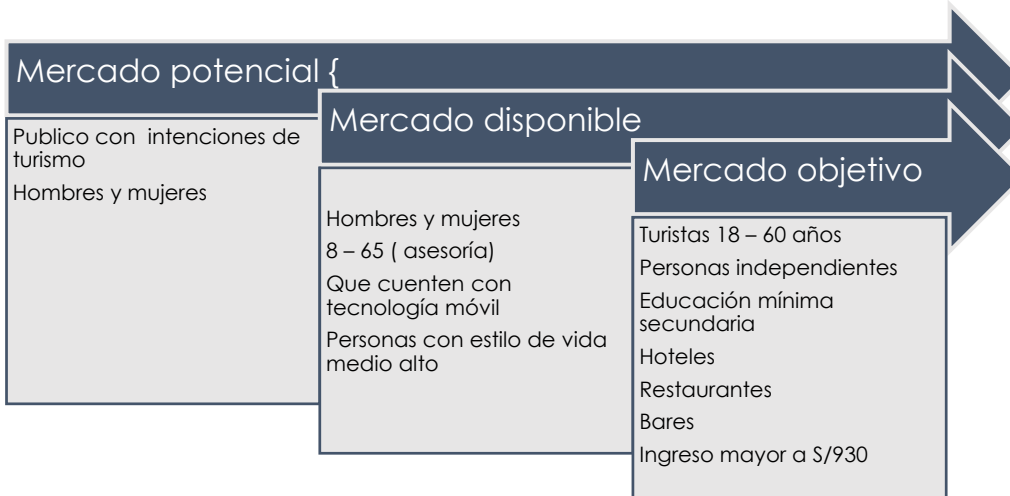 Mercado potencial {
Publico con intenciones de
turismo
Hombres y mujeres
Mercado disponible
Hombres y mujeres
8 – 65 ( asesoría)
Que cuenten con
tecnología móvil
Personas con estilo de vida
medio alto
Mercado objetivo
Turistas 18 – 60 años
Personas independientes
Educación mínima
secundaria
Hoteles
Restaurantes
Bares
Ingreso mayor a S/930